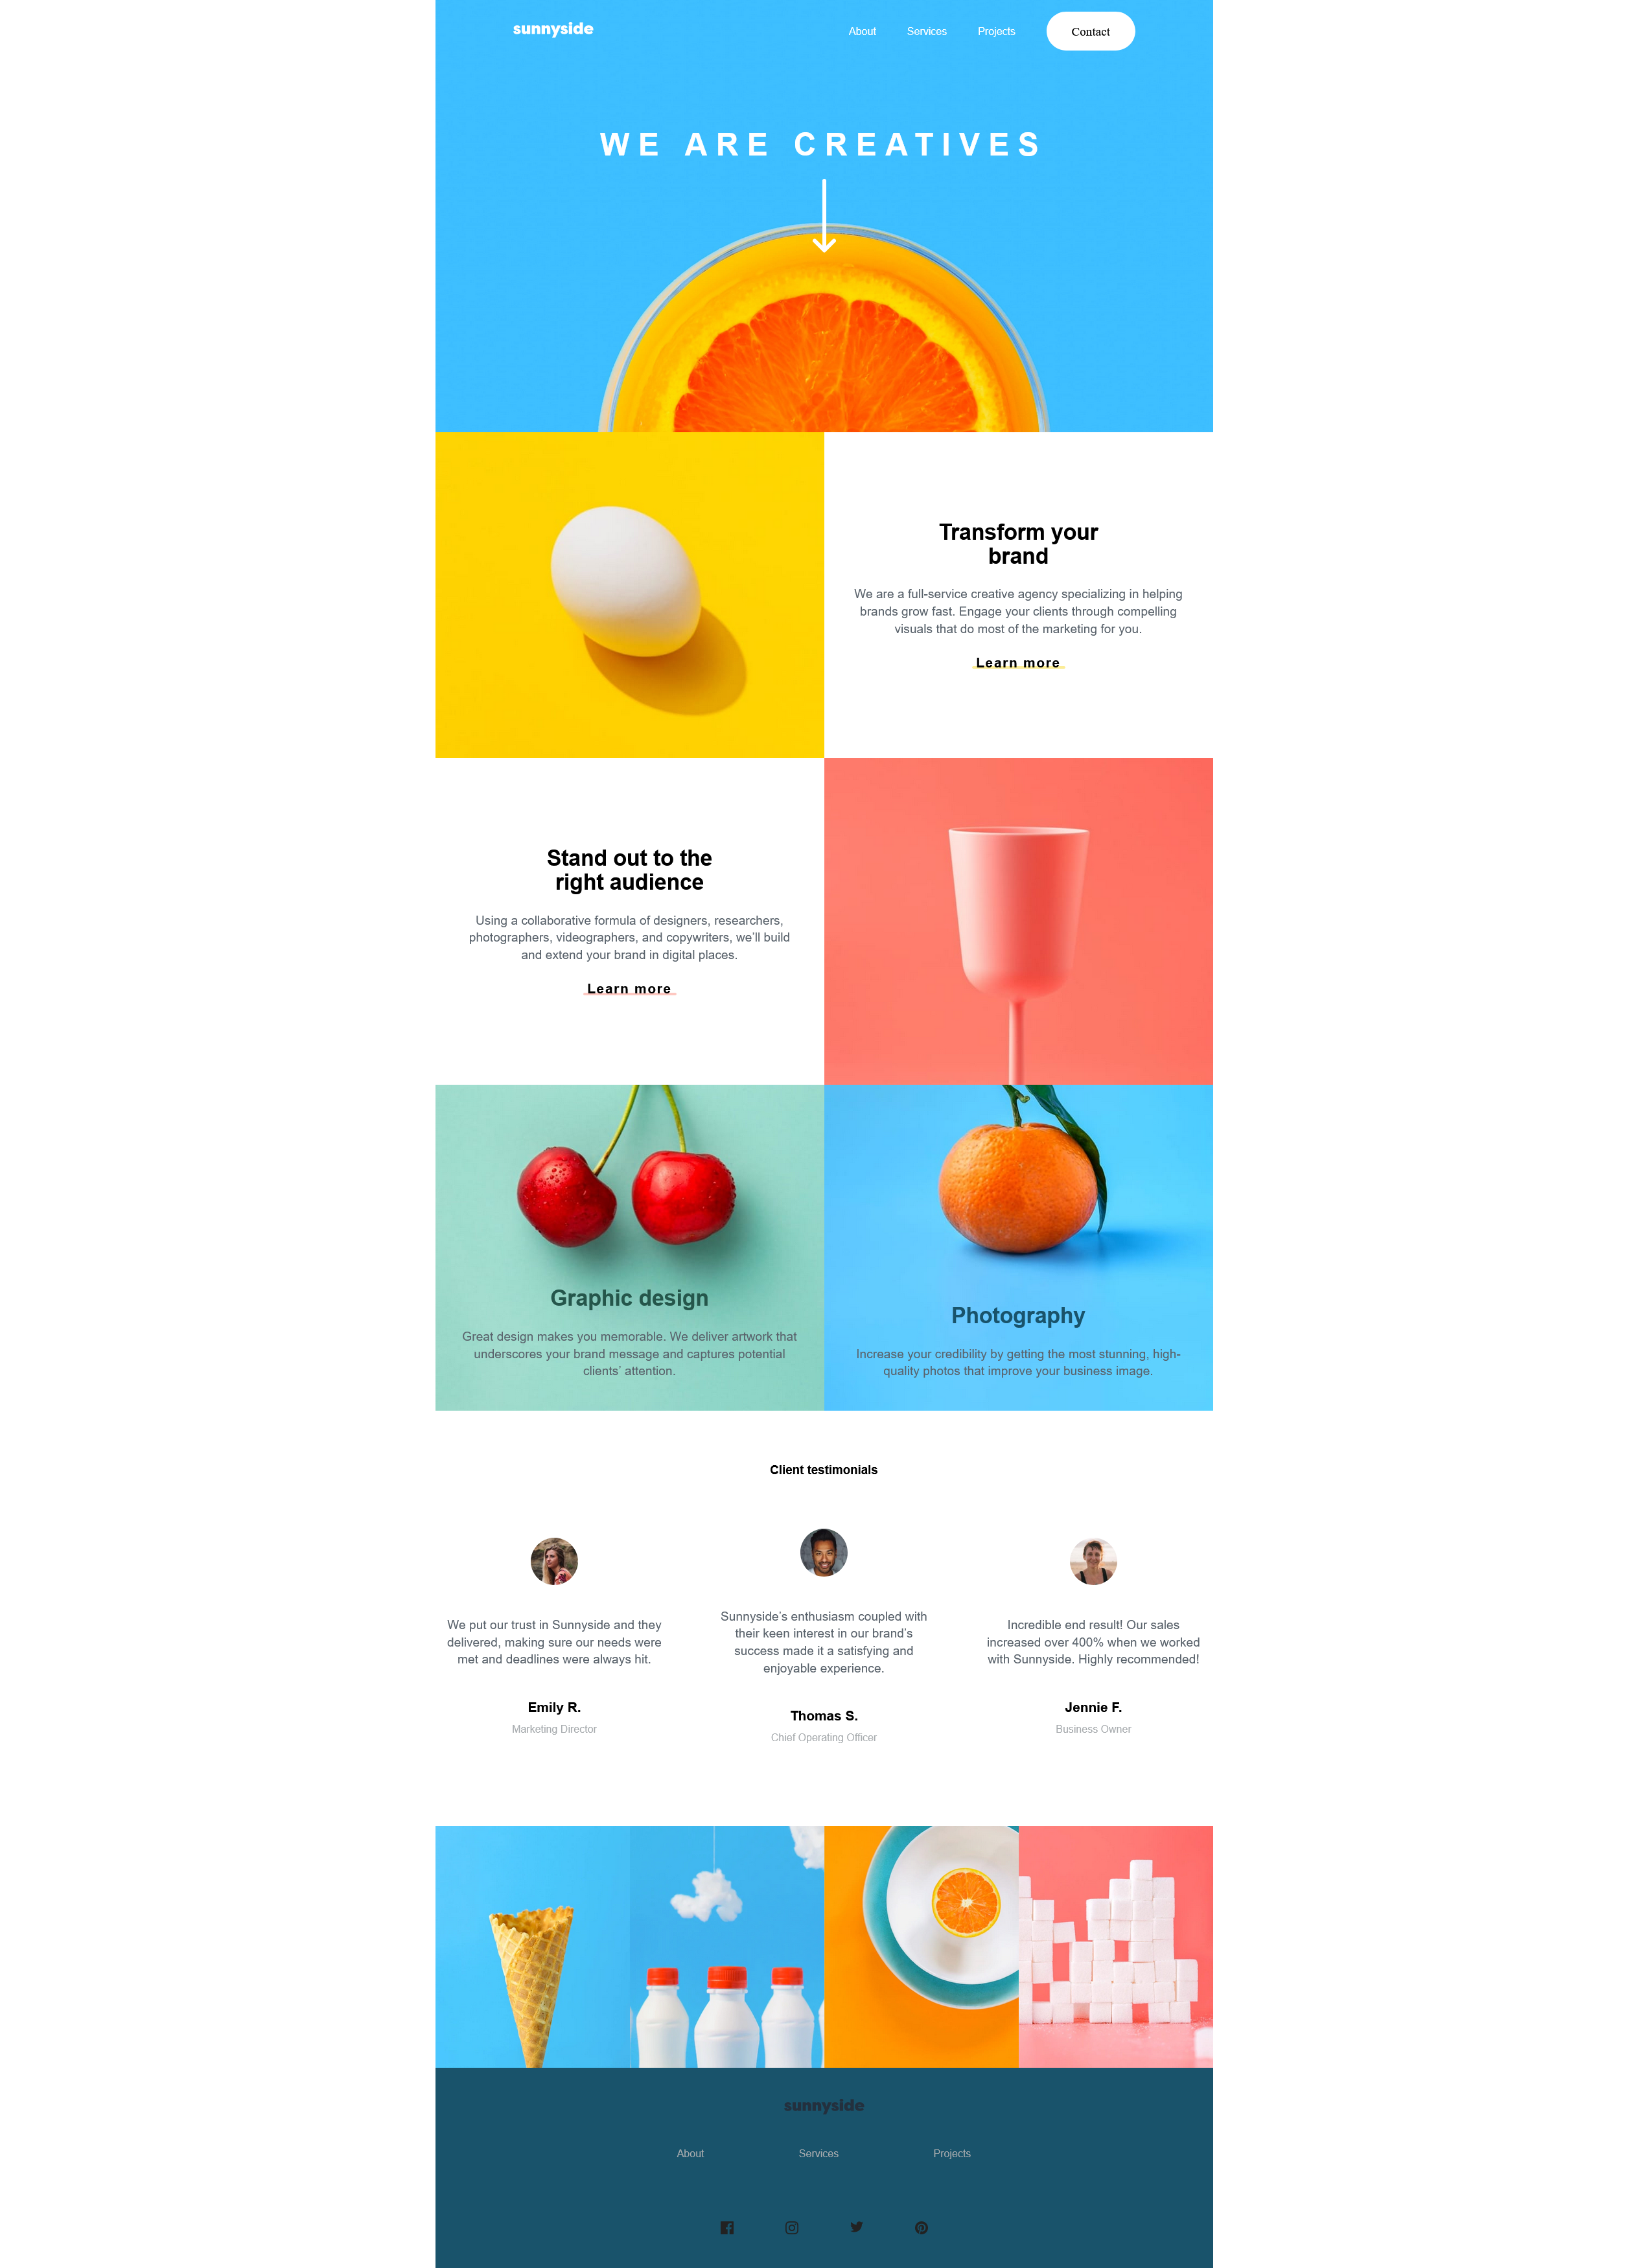 sunnyside
About Services Projects Contact
WE ARE CREATIVES
Transform your
brand
We are a full-service creative agency specializing in helping
brands grow fast. Engage your clients through compelling
visuals that do most of the marketing for you.
Learn more
Stand out to the
right audience
Using a collaborative formula of designers, researchers,
photographers, videographers, and copywriters, we’ll build
and extend your brand in digital places.
Learn more
Graphic design
Great design makes you memorable. We deliver artwork that
underscores your brand message and captures potential
clients’ attention.
Photography
Increase your credibility by getting the most stunning, high-
quality photos that improve your business image.
Client testimonials
We put our trust in Sunnyside and they
delivered, making sure our needs were
met and deadlines were always hit.
Emily R.
Marketing Director
Sunnyside’s enthusiasm coupled with
their keen interest in our brand’s
success made it a satisfying and
enjoyable experience.
Thomas S.
Chief Operating Officer
Incredible end result! Our sales
increased over 400% when we worked
with Sunnyside. Highly recommended!
Jennie F.
Business Owner
sunnyside
About Services Projects